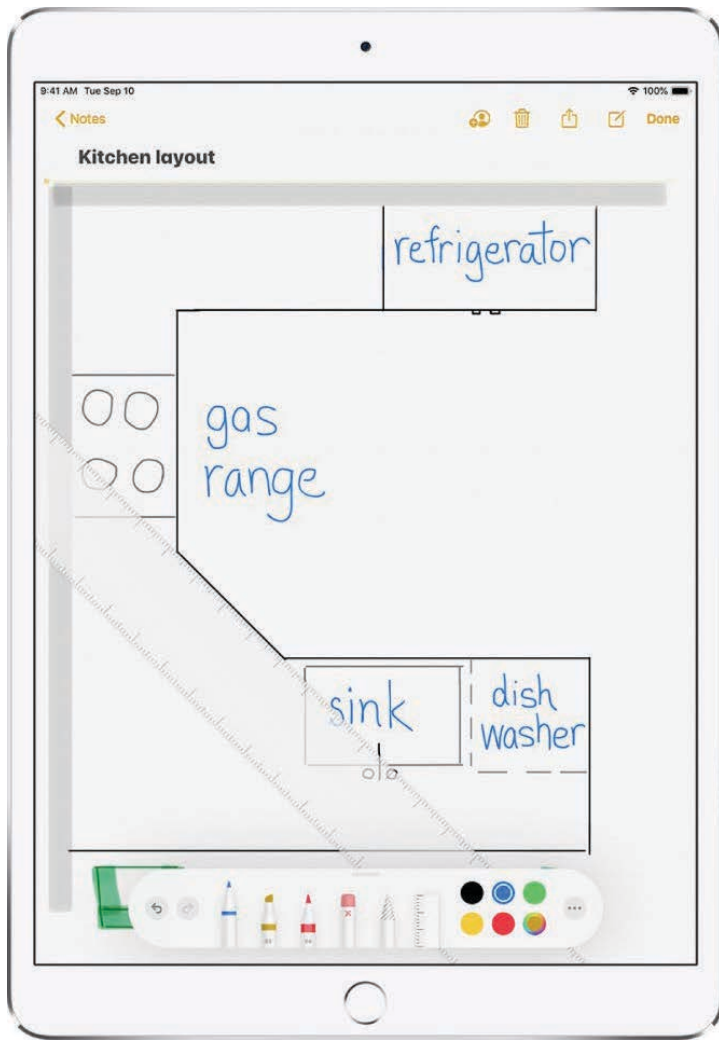 9:41 AM Tue Sep 10
100%
Notes
Done
Kitchen layout
refrigerator
gas
range
sink
dish
washer